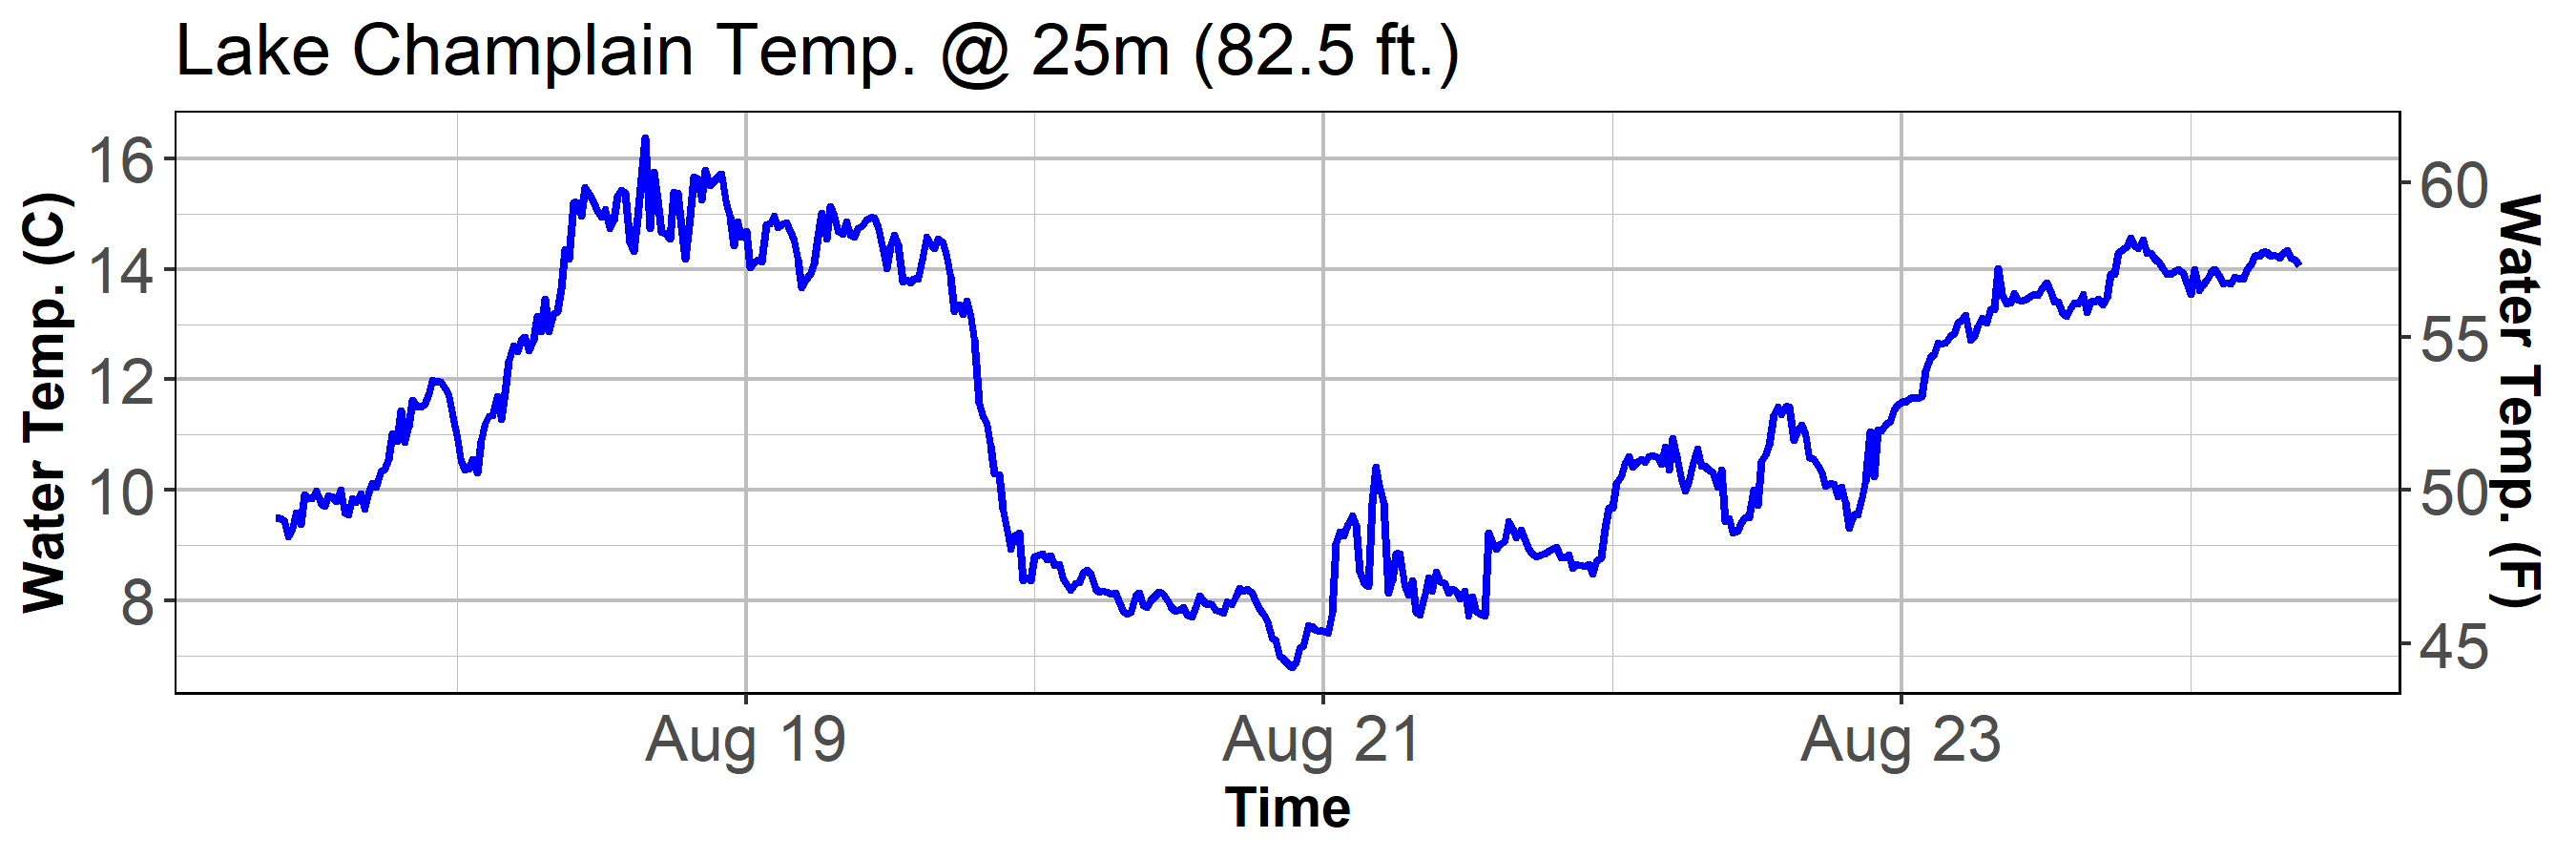 Lake Champlain Temp. @ 25m (82.5 ft.)
Water Temp. (C)
16
14
12
10
8
60
55
50
45
Water Temp. (F)
Aug 19
Aug 21
Aug 23
Time